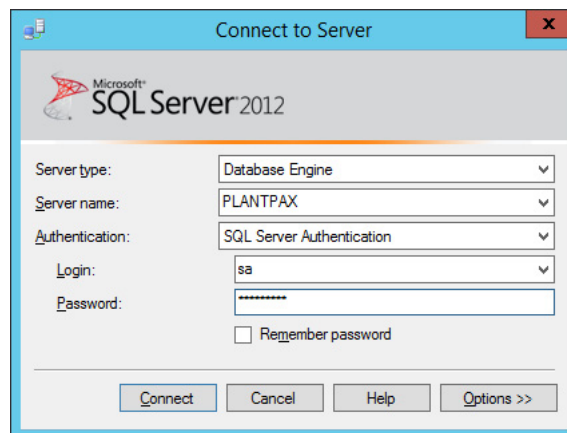 Connect to Server
x
Microsoft®
SQL Server® 2012
Server type: Database Engine
Server name: PLANTPAX
Authentication: SQL Server Authentication
Login: sa
Password: *********
Remember password
Connect Cancel Help Options >>